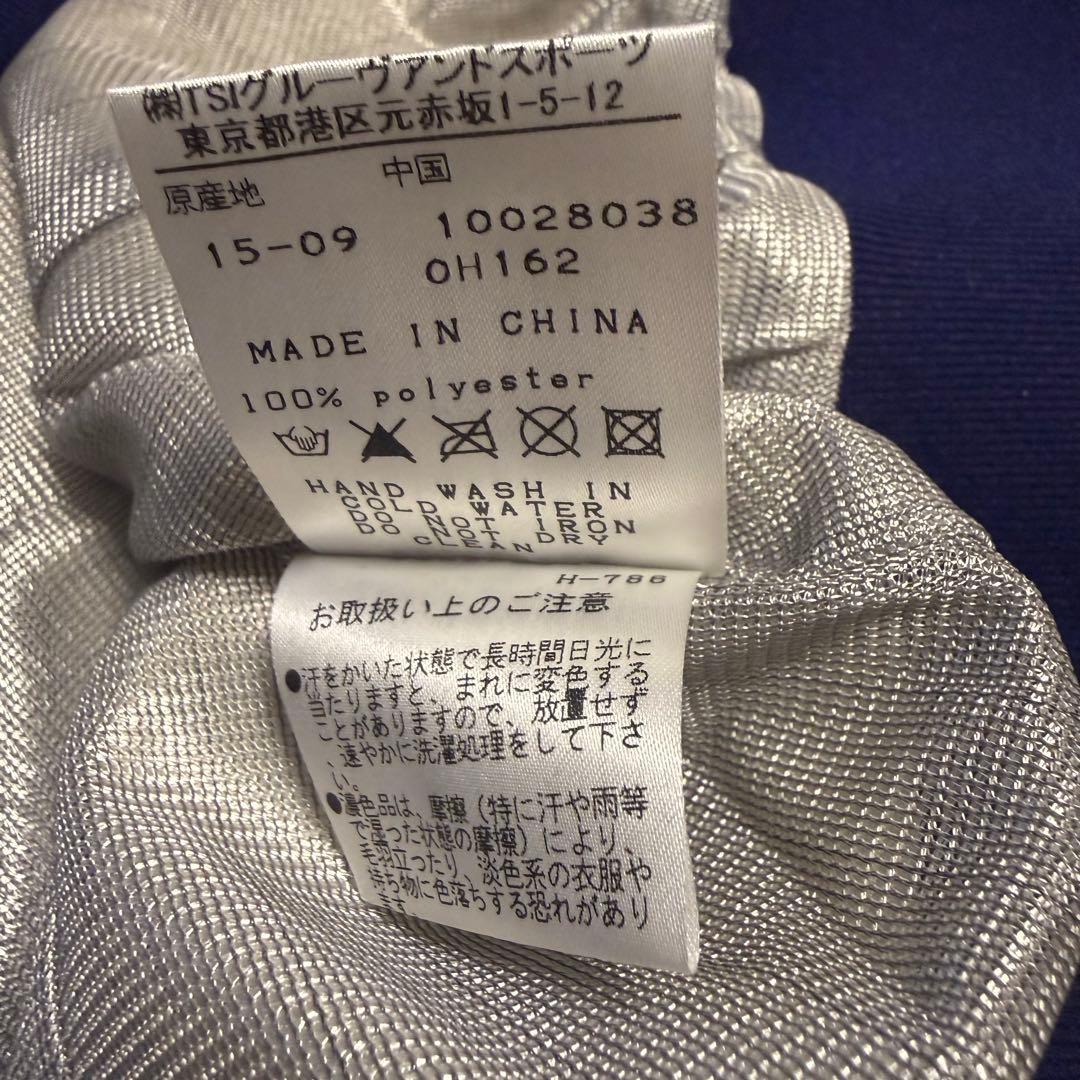 ㈱TSIグルーヴアンドスポーツ
東京都港区元赤坂1-5-12
原産地 中国
15-09 10028038
0H162
MADE IN CHINA
100% polyester
HAND WASH IN
COLD WATER
DO NOT IRON
DO NOT DRY
CLEAN
H-786
お取扱い上のご注意
●汗をかいた状態で長時間日光に
当たりますと、まれに変色する
ことがありますので、放置せず
、速やかに洗濯処理をして下さ
い。
●濃色品は、摩擦(特に汗や雨等
で湿った状態の摩擦)により、
毛羽立ったり、淡色系の衣服や
持ち物に色落ちする恐れがあり
ます。